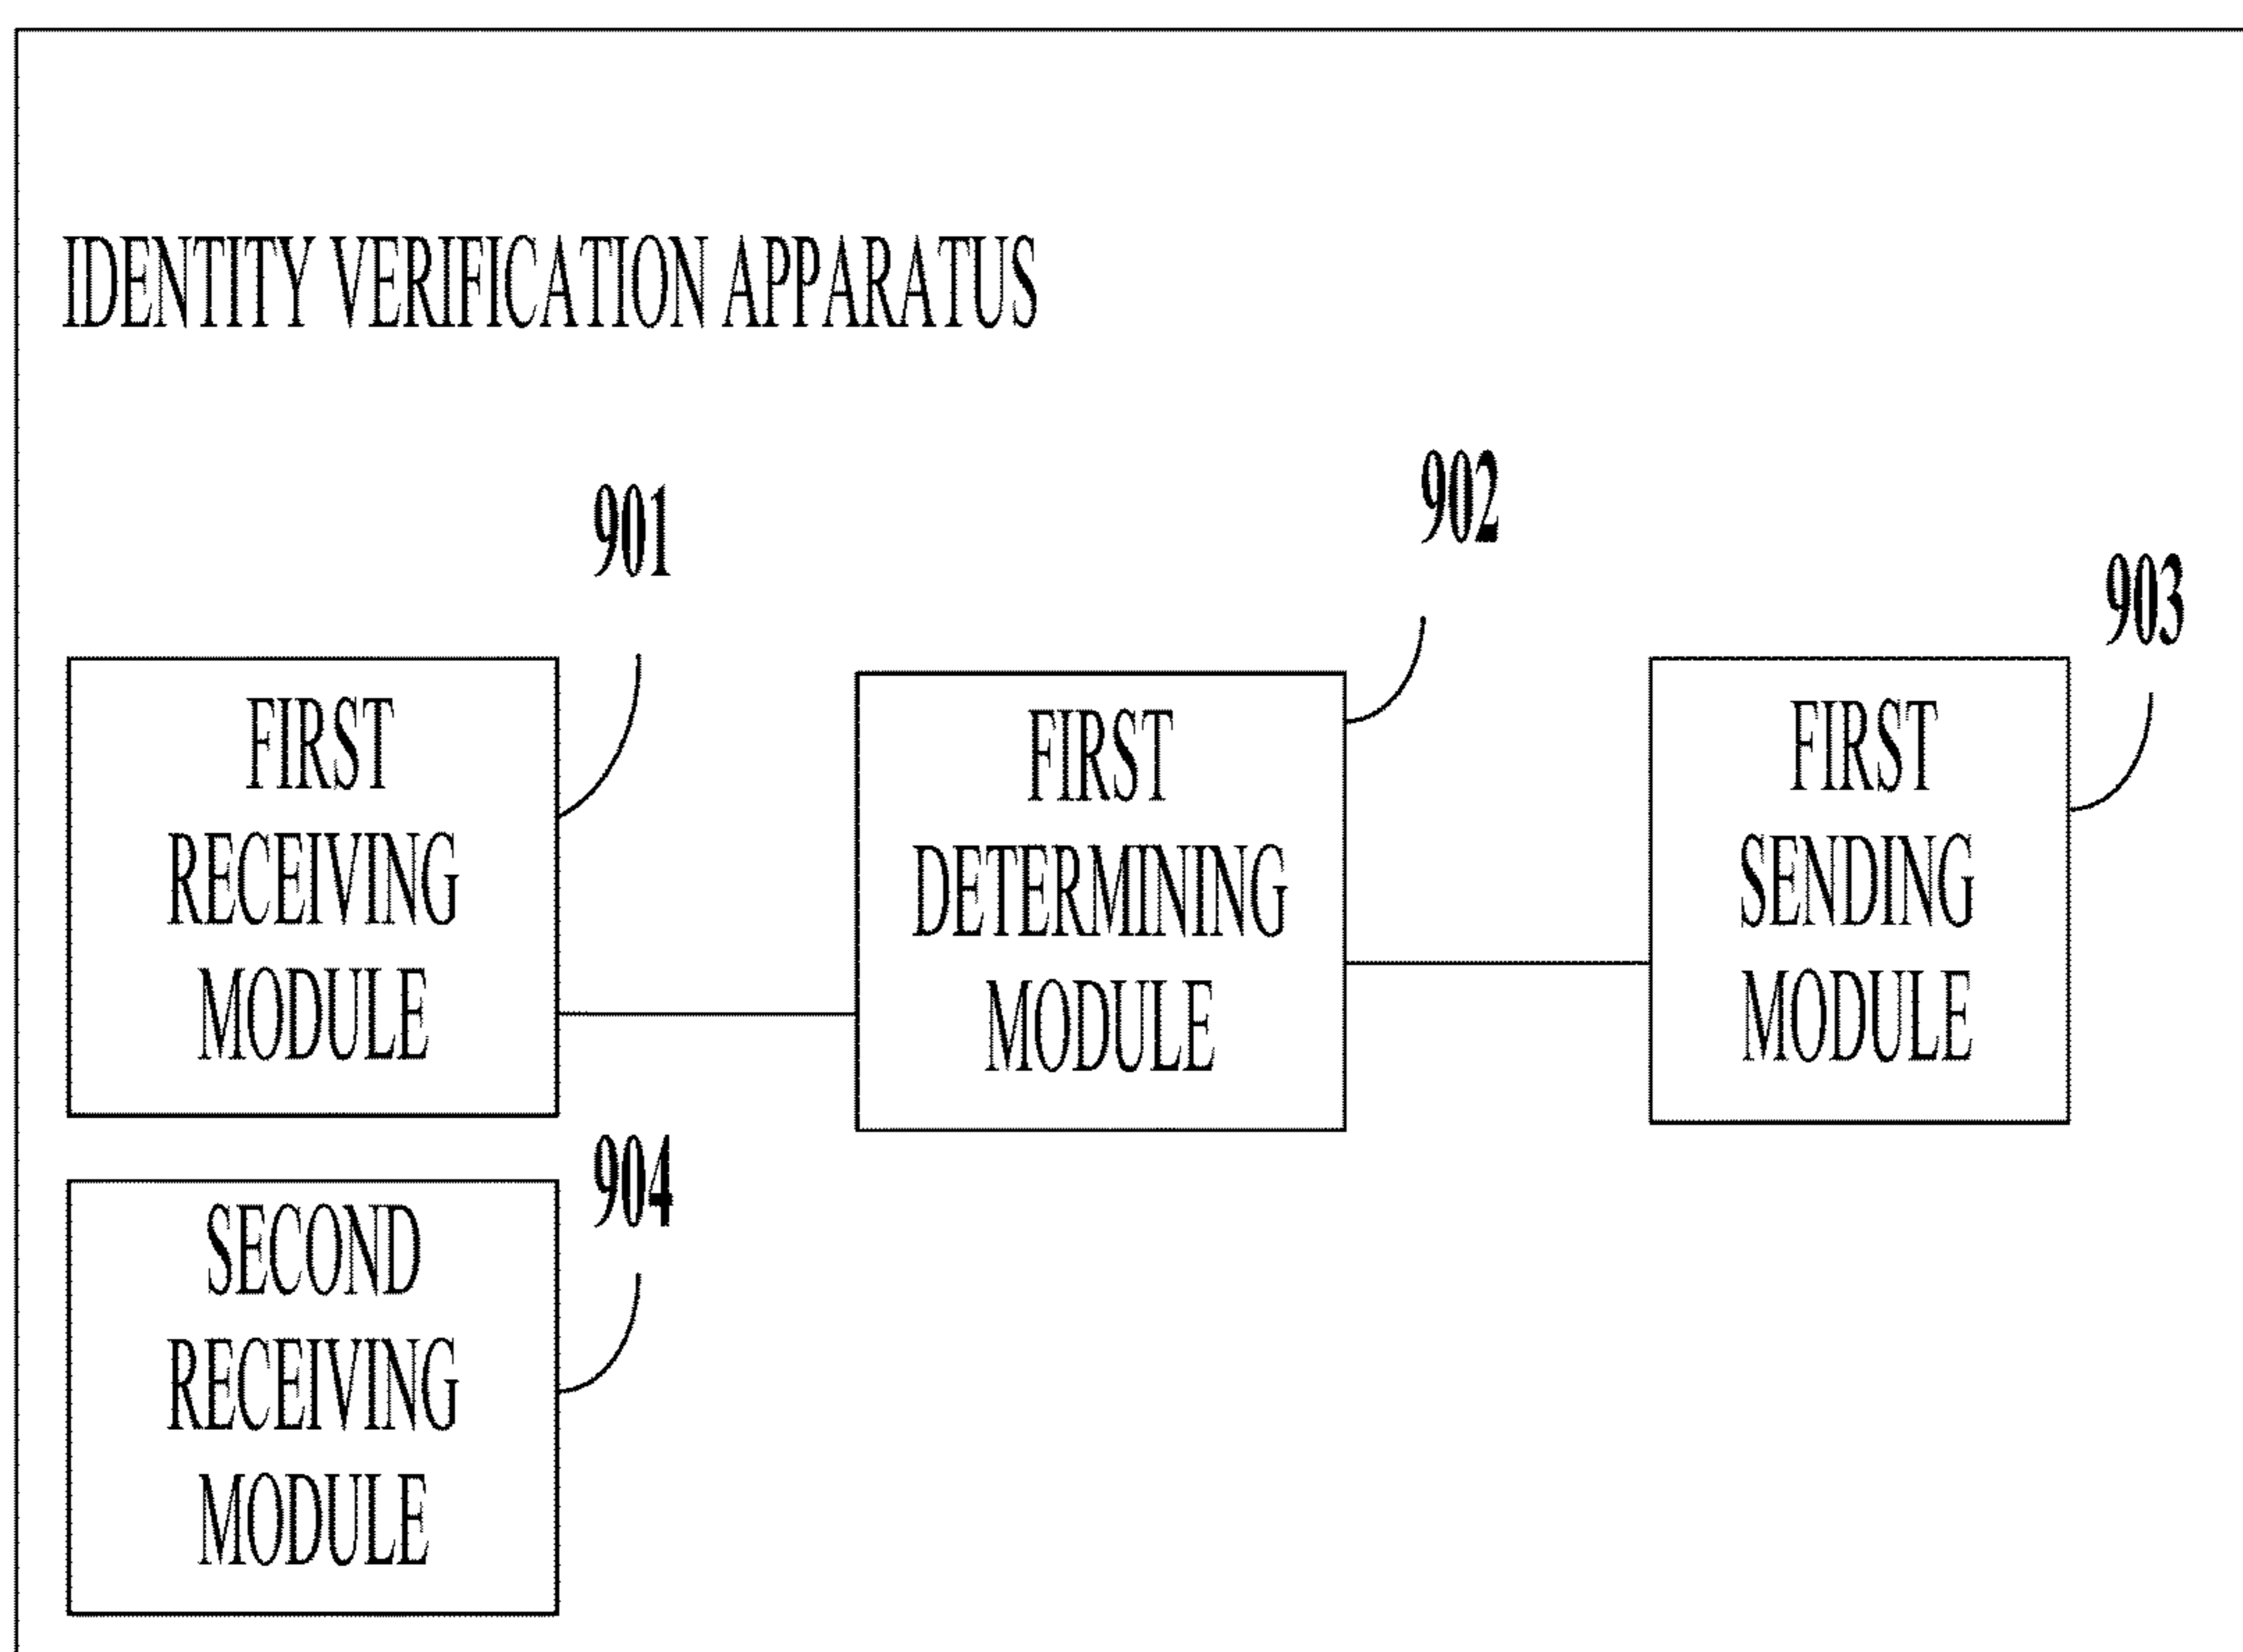 IDENTITY VERIFICATION APPARATUS
901
902
903
FIRST
RECEIVING
MODULE
FIRST
DETERMINING
MODULE
FIRST
SENDING
MODULE
904
SECOND
RECEIVING
MODULE